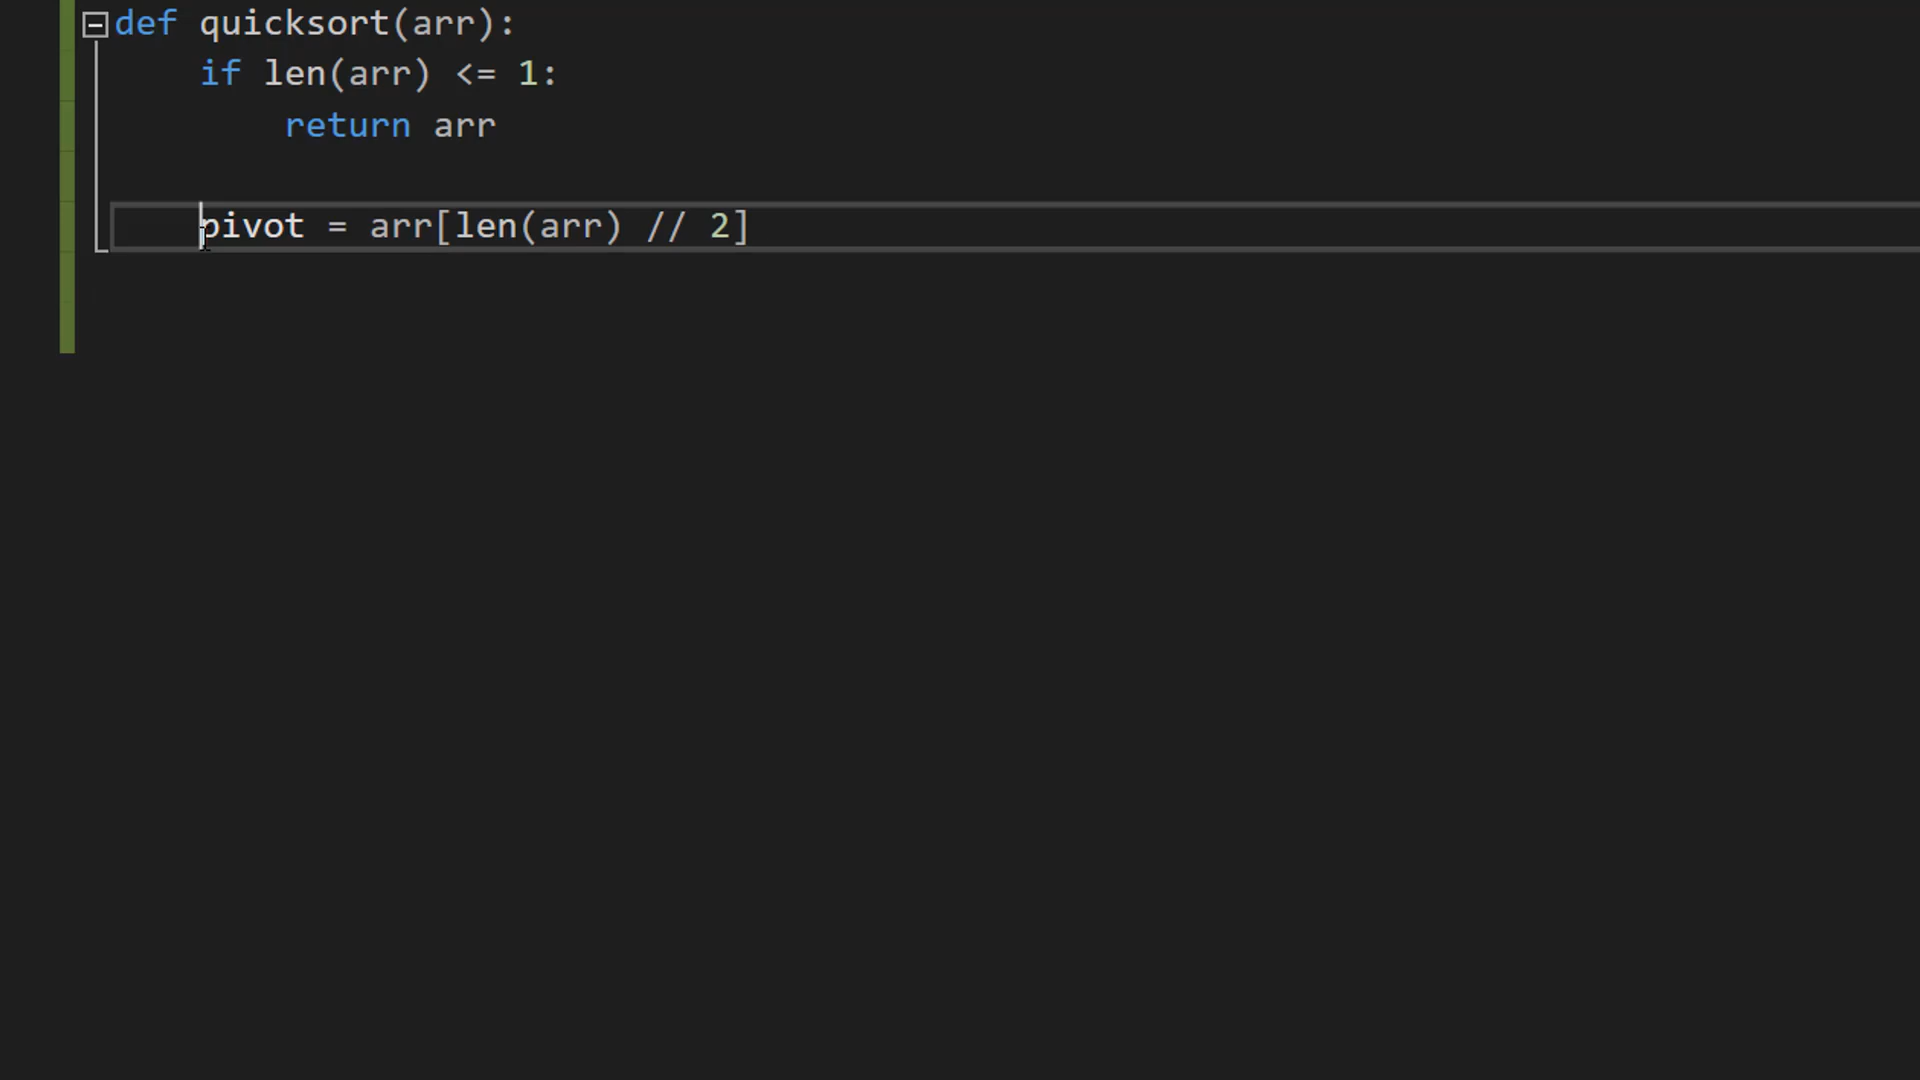 def quicksort(arr):
    if len(arr) <= 1:
        return arr

    pivot = arr[len(arr) // 2]